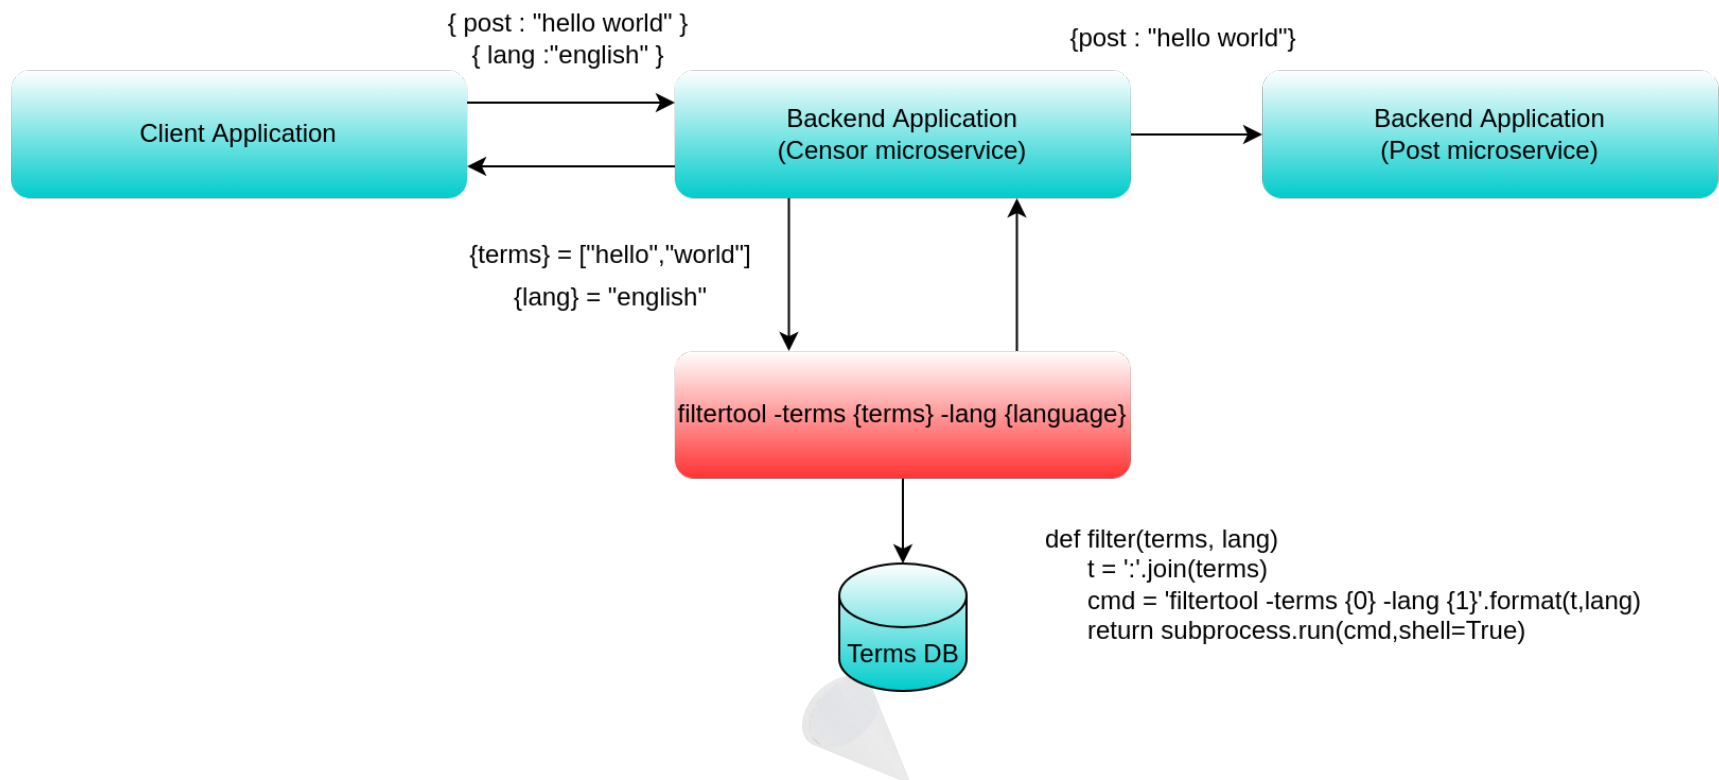 { post : "hello world" }
{ lang :"english" }
{post : "hello world"}
Client Application
Backend Application
(Censor microservice)
Backend Application
(Post microservice)
{terms} = ["hello","world"]
{lang} = "english"
filtertool -terms {terms} -lang {language}
def filter(terms, lang)
t = ':'.join(terms)
cmd = 'filtertool -terms {0} -lang {1}'.format(t,lang)
return subprocess.run(cmd,shell=True)
Terms DB